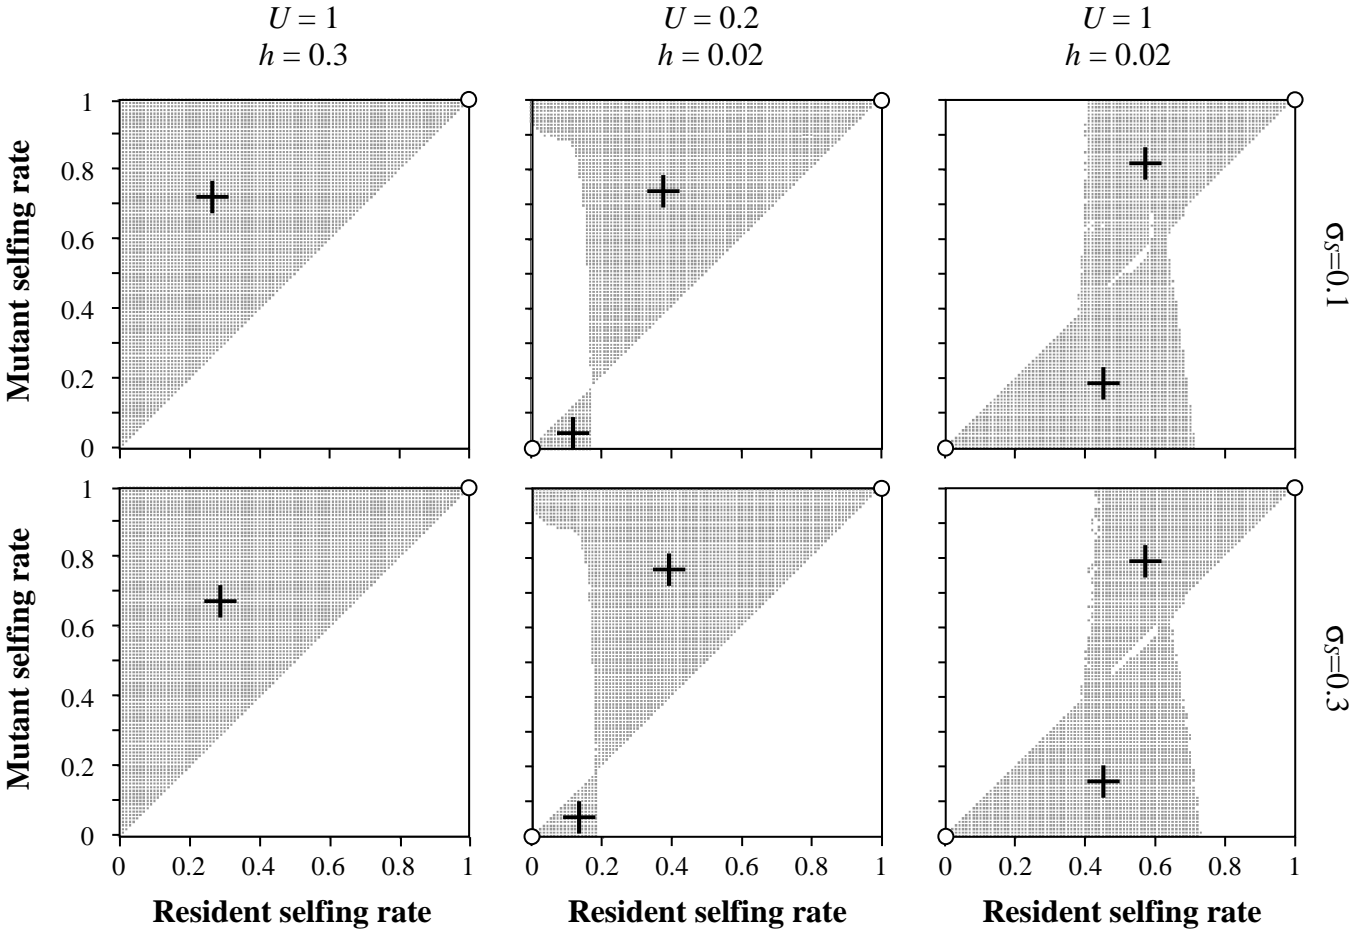 U = 1 U = 0.2 U = 1
h = 0.3 h = 0.02 h = 0.02
Mutant selfing rate
1
0.8
0.6
0.4
0.2
0
+ + + + +
σS=0.1
Mutant selfing rate
1
0.8
0.6
0.4
0.2
0
+ + + + +
σS=0.3
0 0.2 0.4 0.6 0.8 1 0 0.2 0.4 0.6 0.8 1 0 0.2 0.4 0.6 0.8 1
Resident selfing rate Resident selfing rate Resident selfing rate